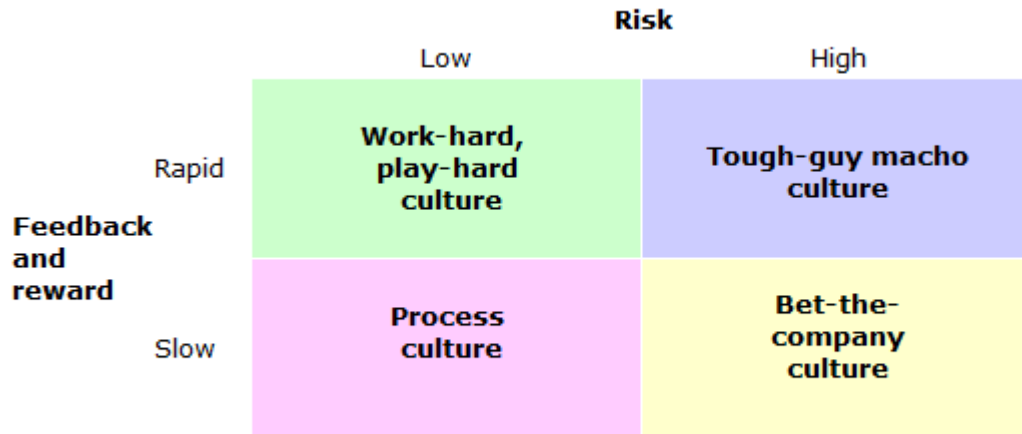 Risk
Low High
Work-hard,
play-hard
culture
Tough-guy macho
culture
Rapid
Feedback
and
reward
Process
culture
Bet-the-
company
culture
Slow